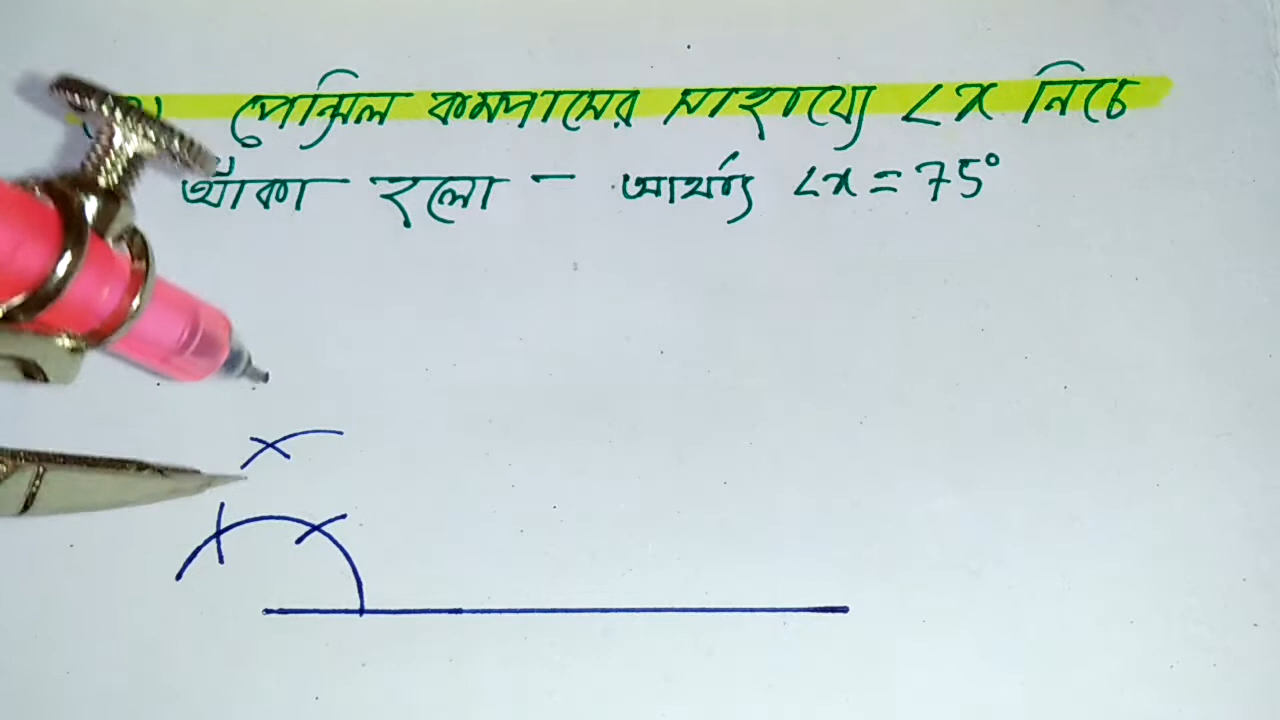 পেন্সিল কম্পাসের সাহায্যে ∠x নিচে
আঁকা হলো - অর্থাৎ ∠x = 75°